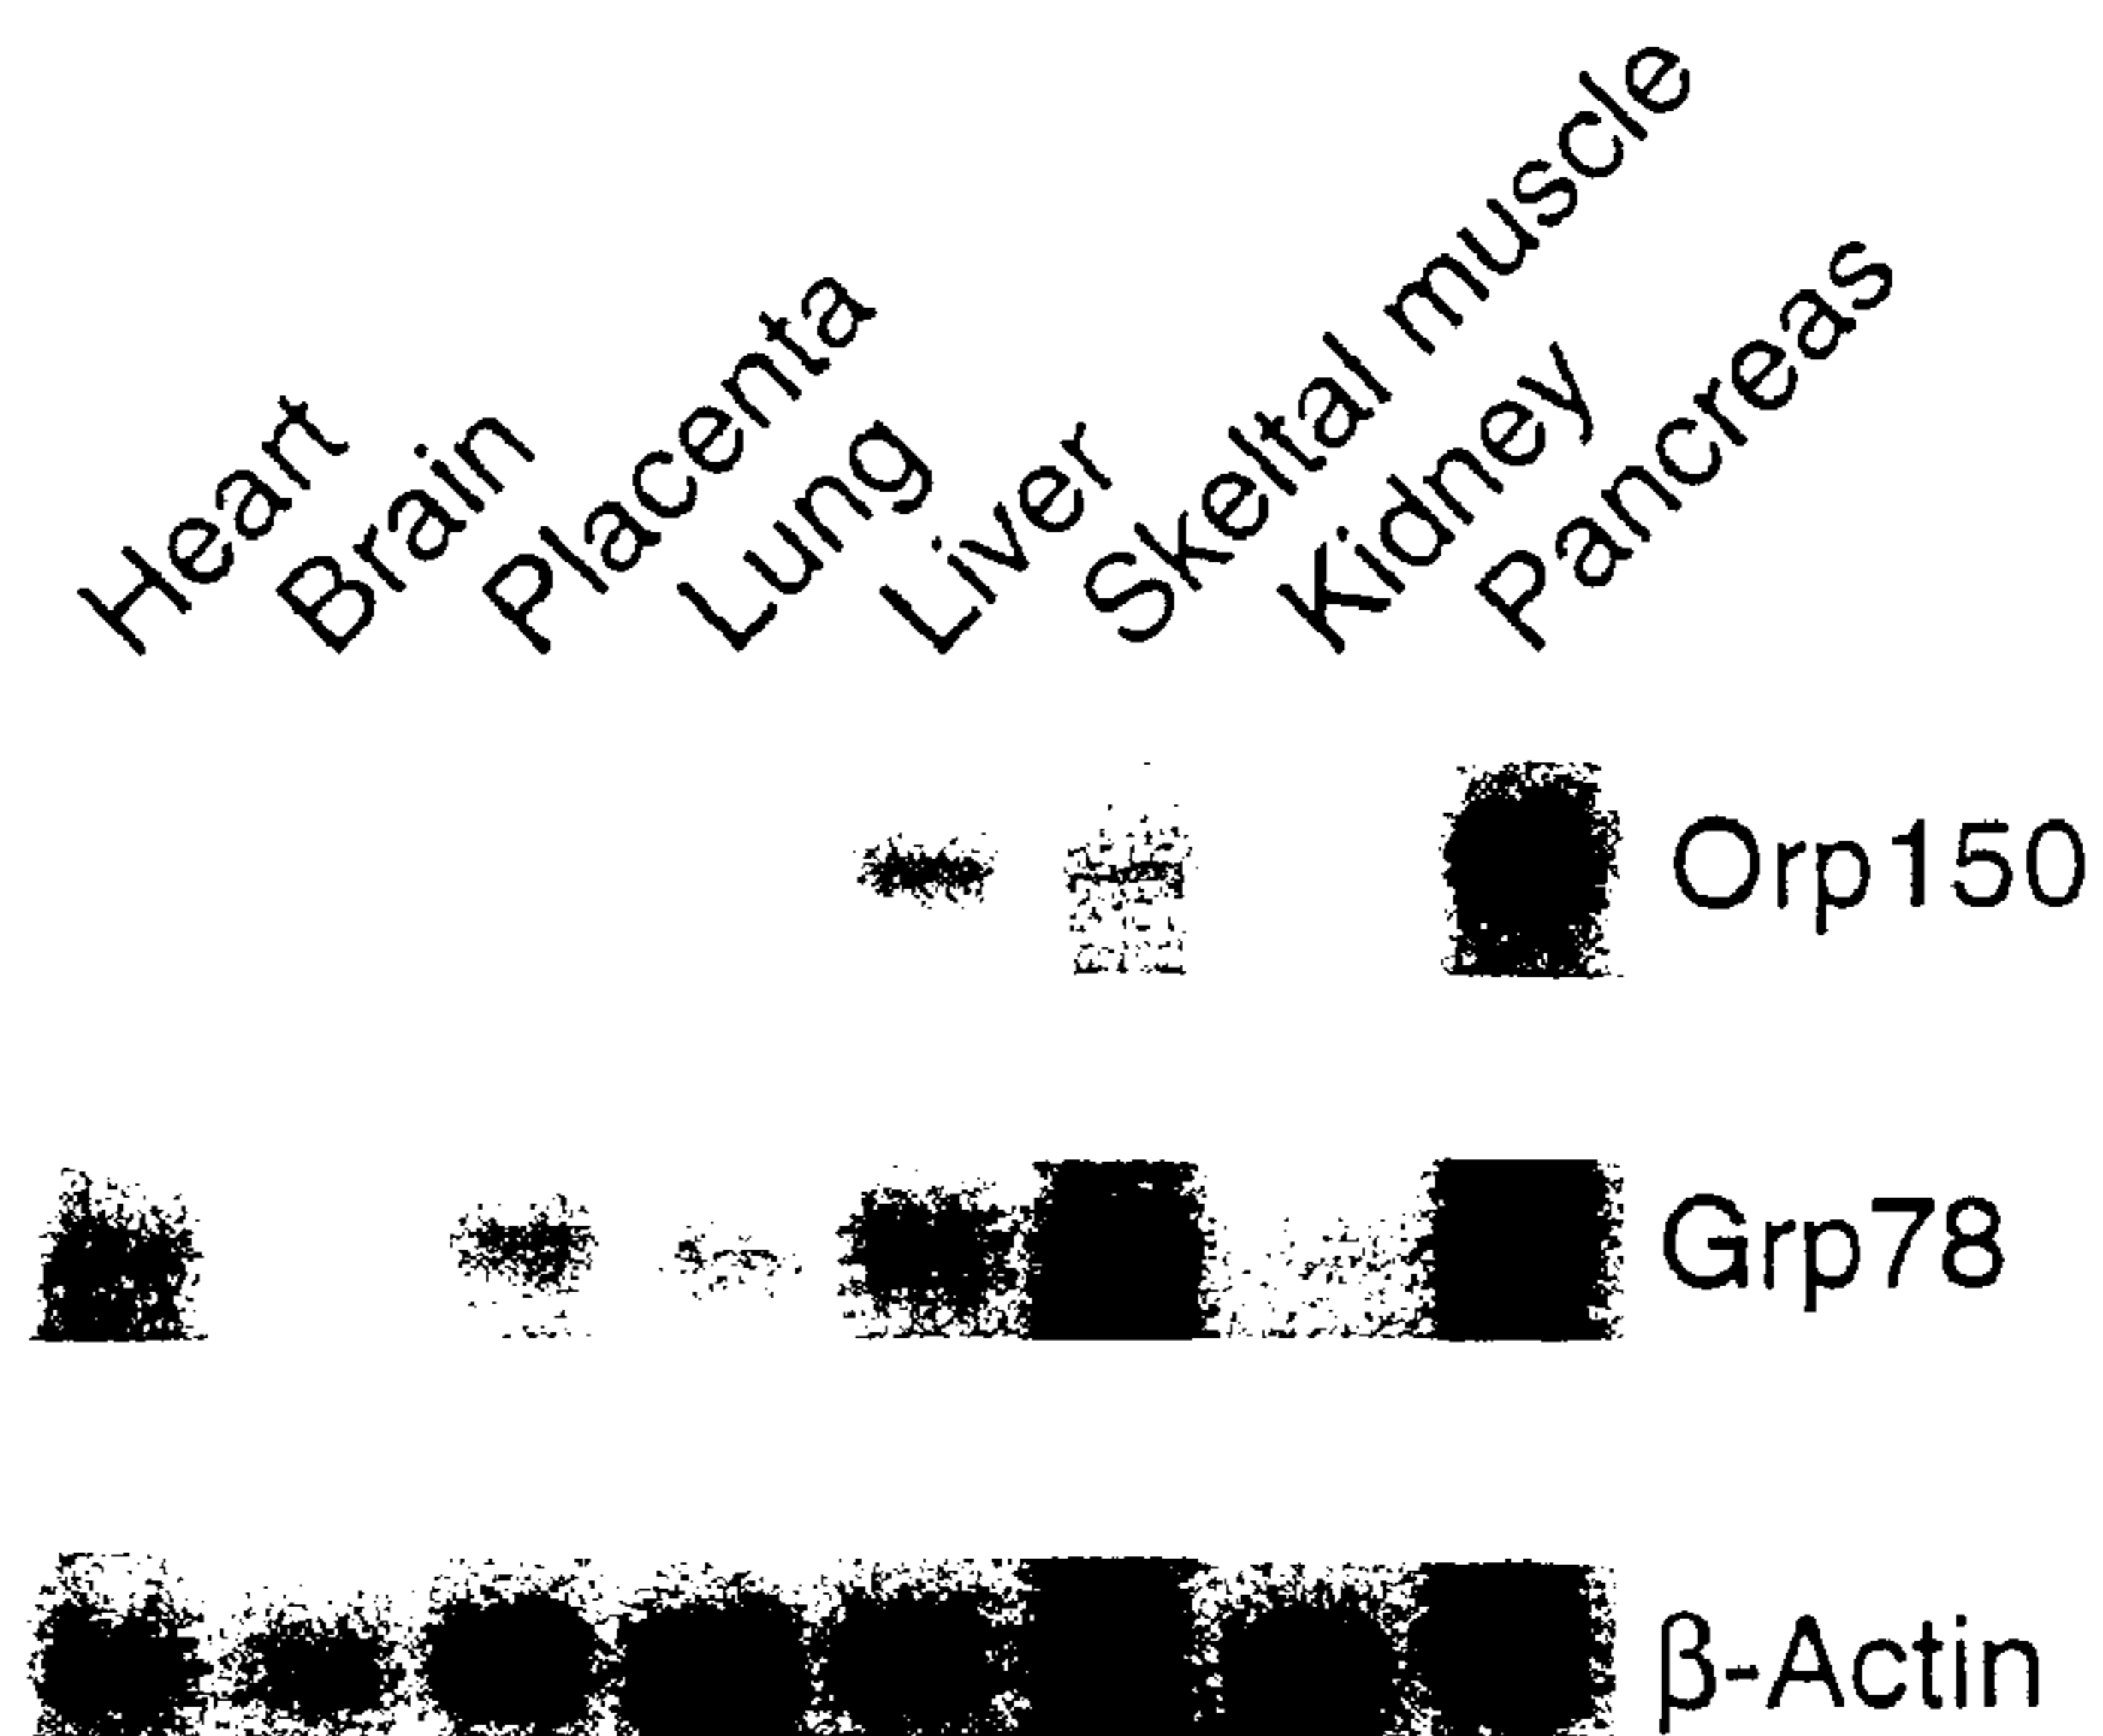 Heart
Brain
Placenta
Lung
Liver
Skeltal muscle
Kidney
Pancreas
Orp150
Grp78
β-Actin